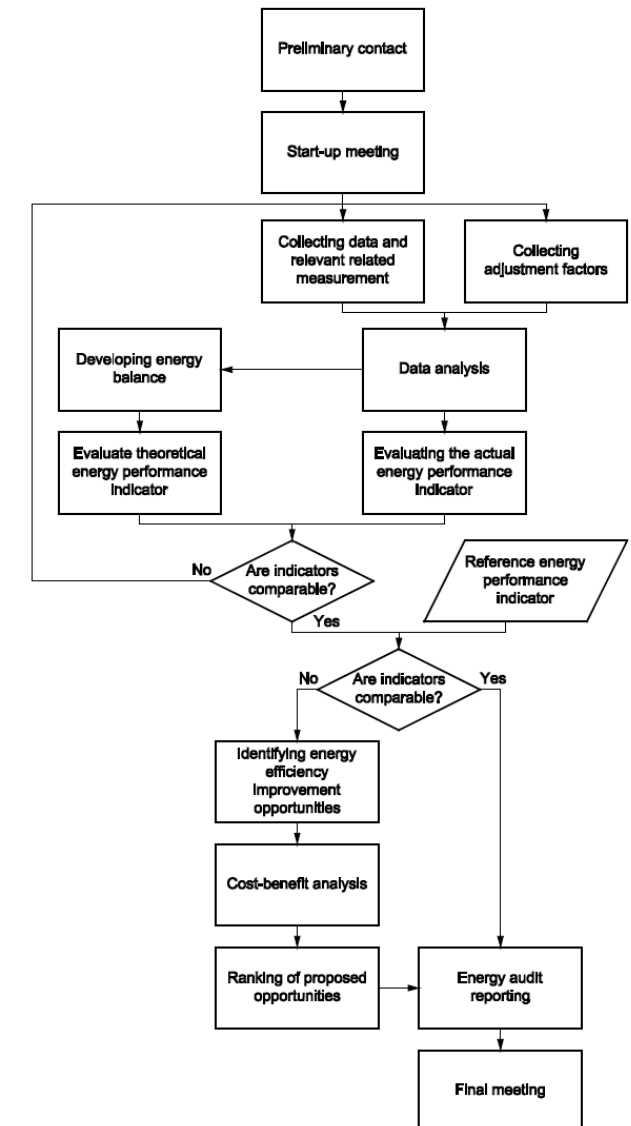 Preliminary contact
Start-up meeting
Collecting data and
relevant related
measurement
Collecting
adjustment factors
Developing energy
balance
Data analysis
Evaluate theoretical
energy performance
indicator
Evaluating the actual
energy performance
indicator
No
Are indicators
comparable?
Yes
Reference energy
performance
indicator
No
Are indicators
comparable?
Yes
Identifying energy
efficiency
improvement
opportunities
Cost-benefit analysis
Ranking of proposed
opportunities
Energy audit
reporting
Final meeting